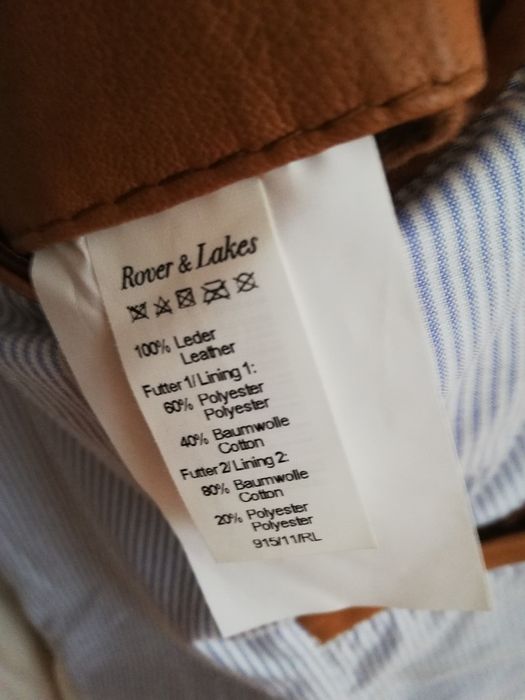 Rover & Lakes
100% Leder
Leather
Futter 1/ Lining 1:
60% Polyester
Polyester
40% Baumwolle
Cotton
Futter 2/ Lining 2:
80% Baumwolle
Cotton
20% Polyester
Polyester
915/11/RL